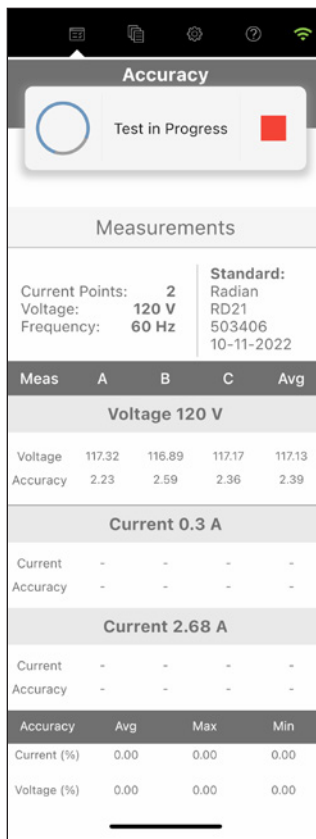 Accuracy
Test in Progress
Measurements
Current Points: 2
Voltage: 120 V
Frequency: 60 Hz
Standard:
Radian
RD21
503406
10-11-2022
Meas A B C Avg
Voltage 120 V
Voltage 117.32 116.89 117.17 117.13
Accuracy 2.23 2.59 2.36 2.39
Current 0.3 A
Current - - - -
Accuracy - - - -
Current 2.68 A
Current - - - -
Accuracy - - - -
Accuracy Avg Max Min
Current (%) 0.00 0.00 0.00
Voltage (%) 0.00 0.00 0.00